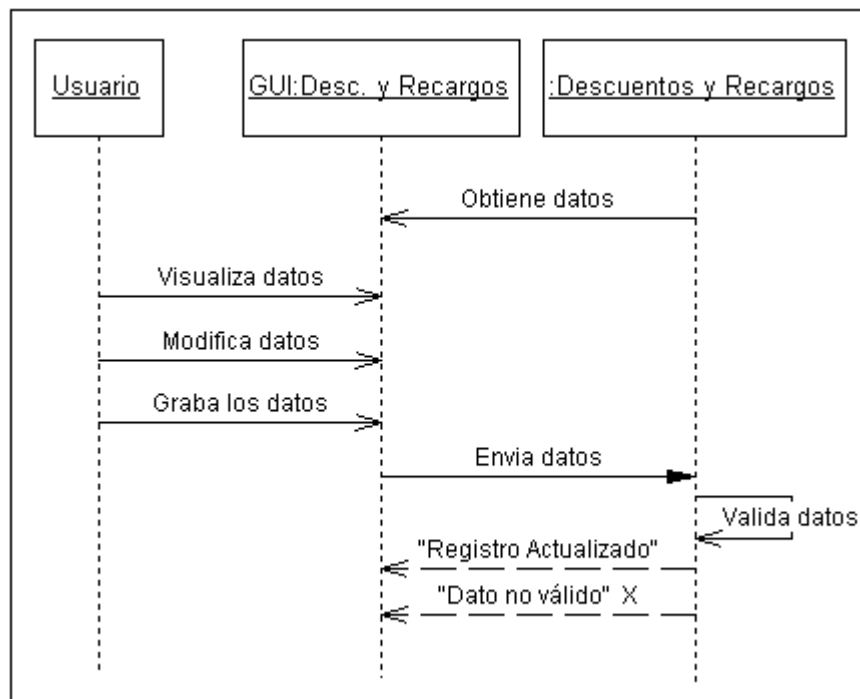 Usuario
GUI:Desc. y Recargos
:Descuentos y Recargos
Obtiene datos
Visualiza datos
Modifica datos
Graba los datos
Envia datos
Valida datos
"Registro Actualizado"
"Dato no válido" X